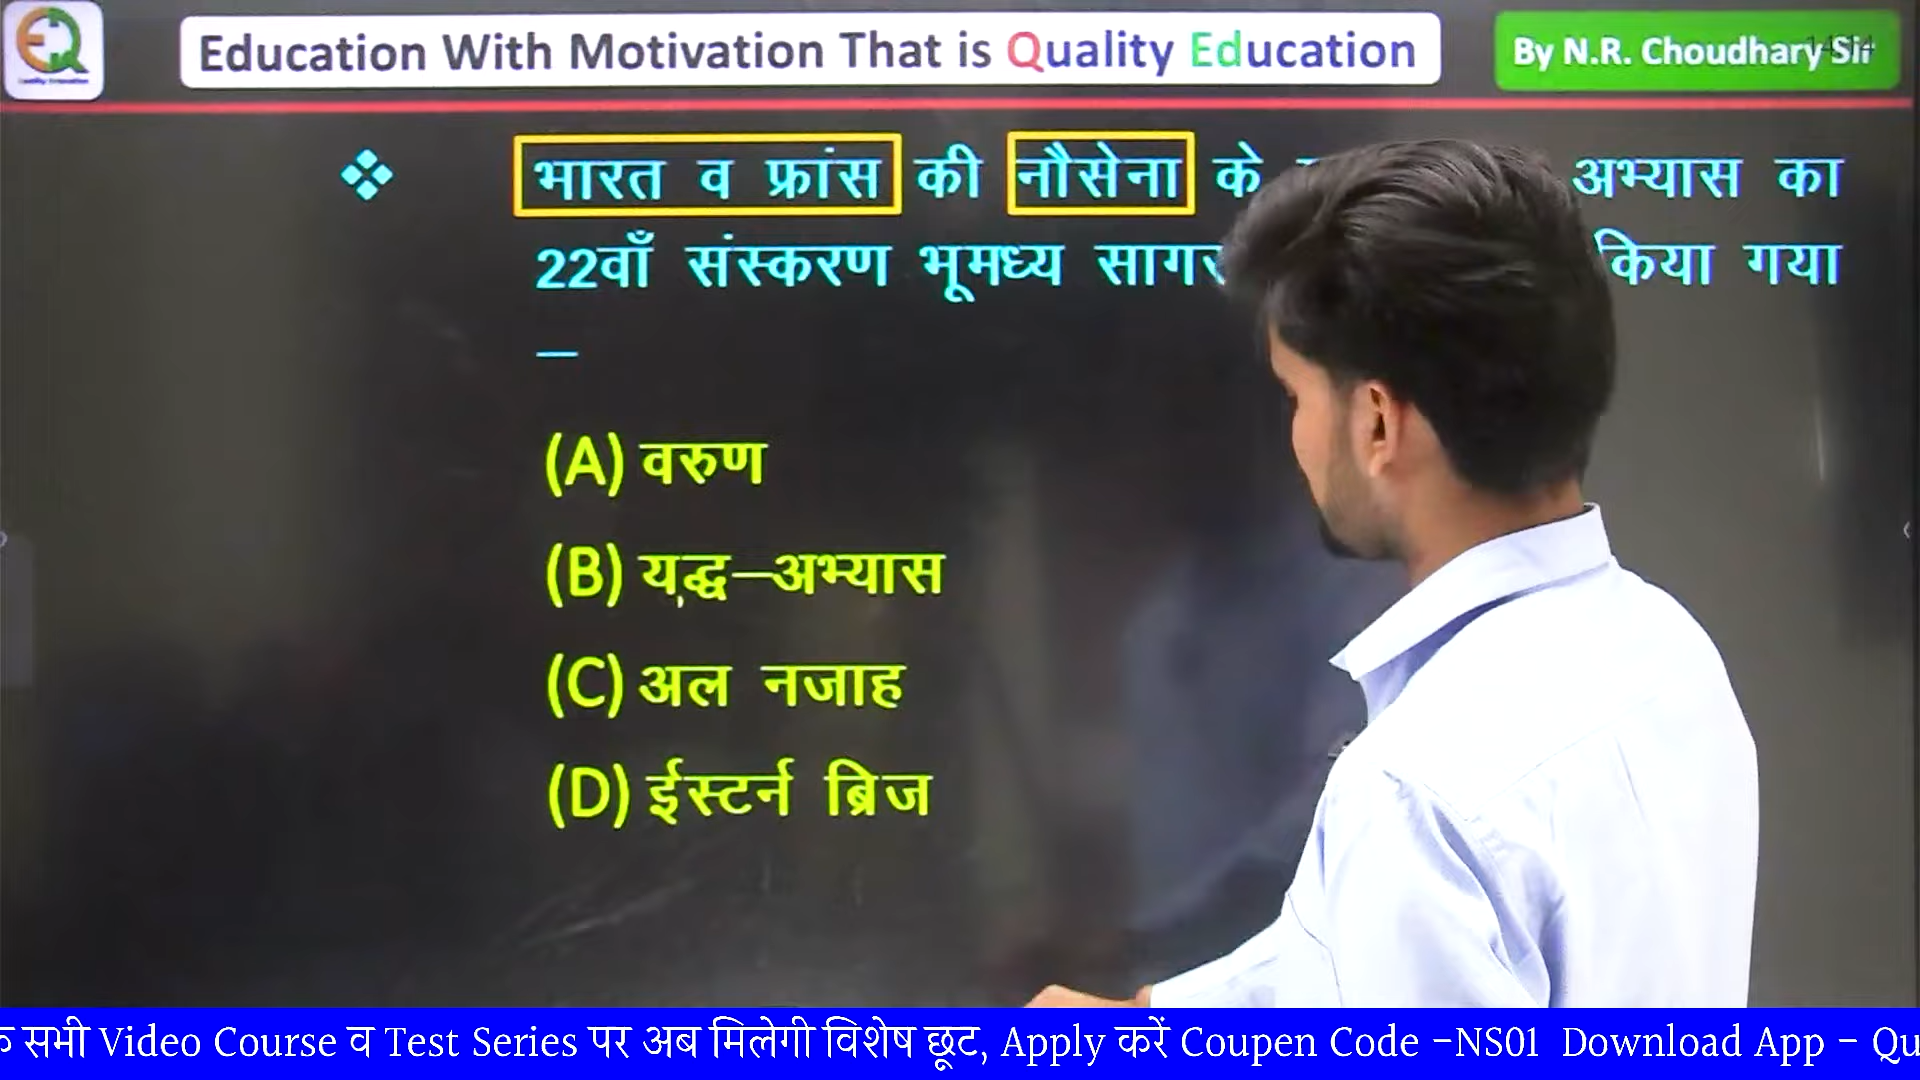 Education With Motivation That is Quality Education
By N.R. Choudhary Sir
भारत व फ्रांस की नौसेना के अभ्यास का
22वाँ संस्करण भूमध्य सागर किया गया
–
(A) वरुण
(B) युद्ध–अभ्यास
(C) अल नजाह
(D) ईस्टर्न ब्रिज
सभी Video Course व Test Series पर अब मिलेगी विशेष छूट, Apply करें Coupen Code -NS01 Download App - Qu